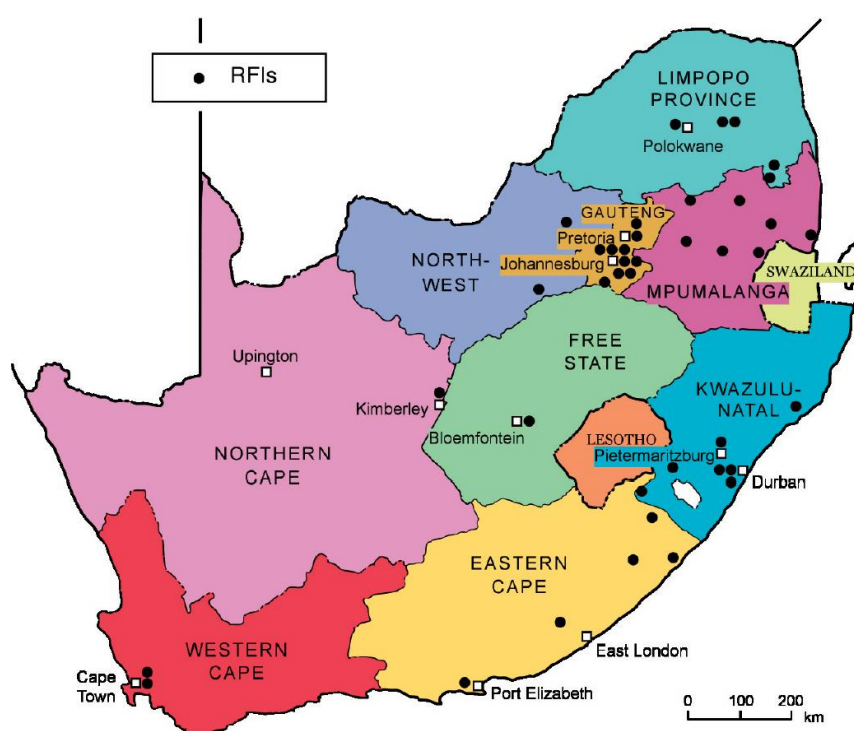 RFIs
LIMPOPO
PROVINCE
Polokwane
GAUTENG
Pretoria
NORTH-
WEST
Johannesburg
SWAZILAND
MPUMALANGA
FREE
STATE
Upington
KWAZULU-
NATAL
Kimberley
Bloemfontein
LESOTHO
Pietermaritzburg
NORTHERN
CAPE
Durban
EASTERN
CAPE
WESTERN
CAPE
East London
Cape
Town
Port Elizabeth
0 100 200
km